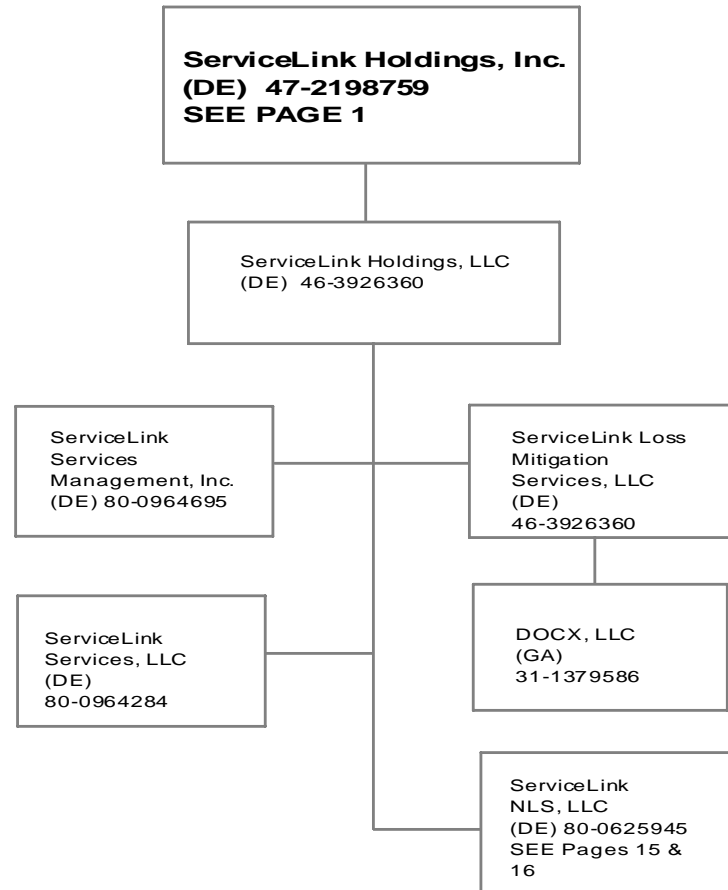 ServiceLink Holdings, Inc.
(DE) 47-2198759
SEE PAGE 1
ServiceLink Holdings, LLC
(DE) 46-3926360
ServiceLink
Services
Management, Inc.
(DE) 80-0964695
ServiceLink Loss
Mitigation
Services, LLC
(DE)
46-3926360
ServiceLink
Services, LLC
(DE)
80-0964284
DOCX, LLC
(GA)
31-1379586
ServiceLink
NLS, LLC
(DE) 80-0625945
SEE Pages 15 &
16